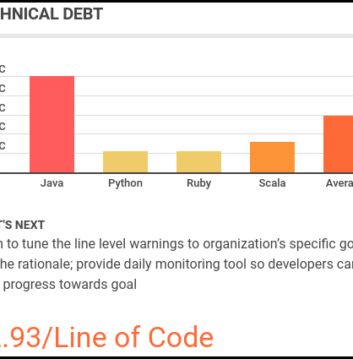 HNICAL DEBT
C
C
C
C
C
Java Python Ruby Scala Avera
T'S NEXT
n to tune the line level warnings to organization's specific go
he rationale; provide daily monitoring tool so developers ca
progress towards goal
.93/Line of Code